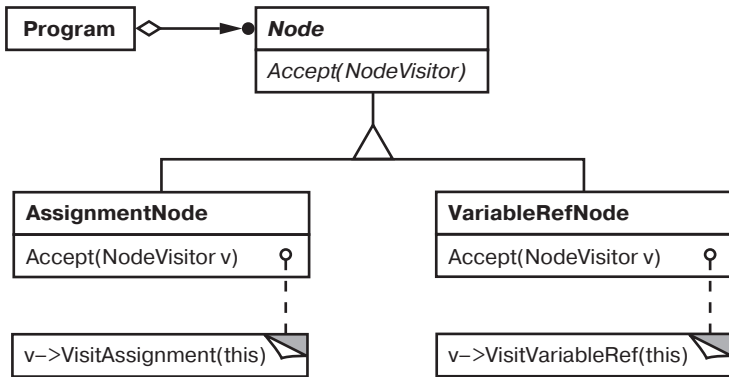 Program
Node
Accept(NodeVisitor)
AssignmentNode
Accept(NodeVisitor v)
v−>VisitAssignment(this)
VariableRefNode
Accept(NodeVisitor v)
v−>VisitVariableRef(this)